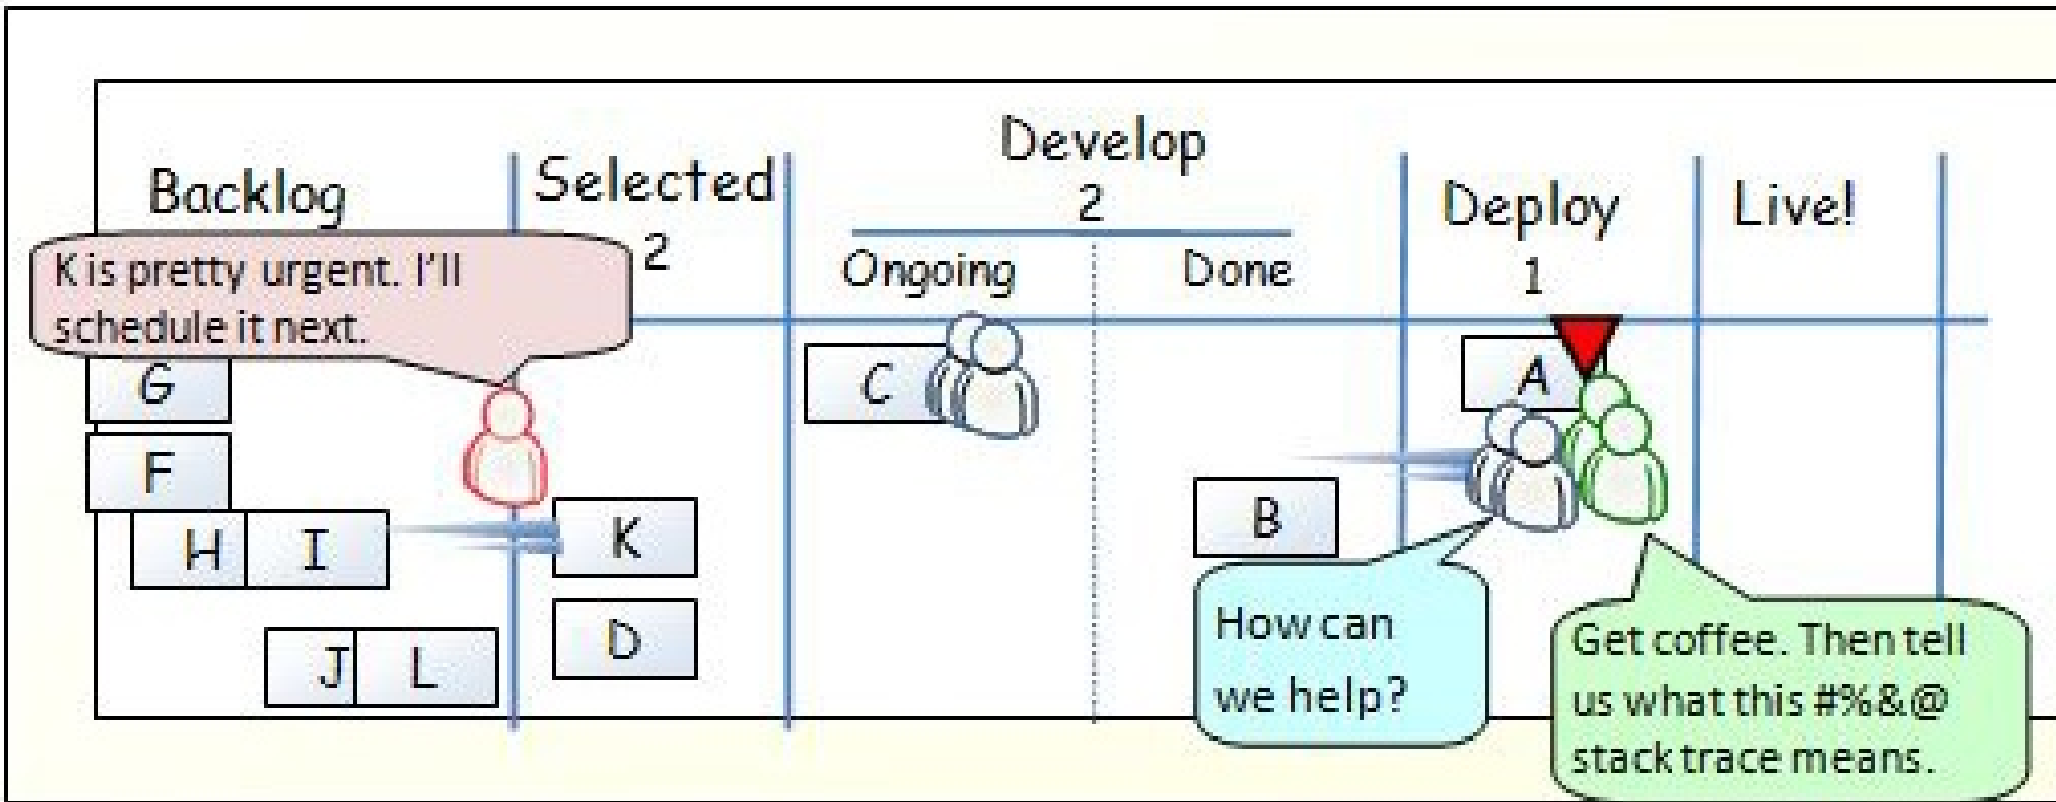 Backlog
Selected
2
Develop
2
Ongoing
Done
Deploy
1
Live!
K is pretty urgent. I'll
schedule it next.
G
F
H
I
J
L
K
D
C
B
A
How can
we help?
Get coffee. Then tell
us what this #%&@
stack trace means.